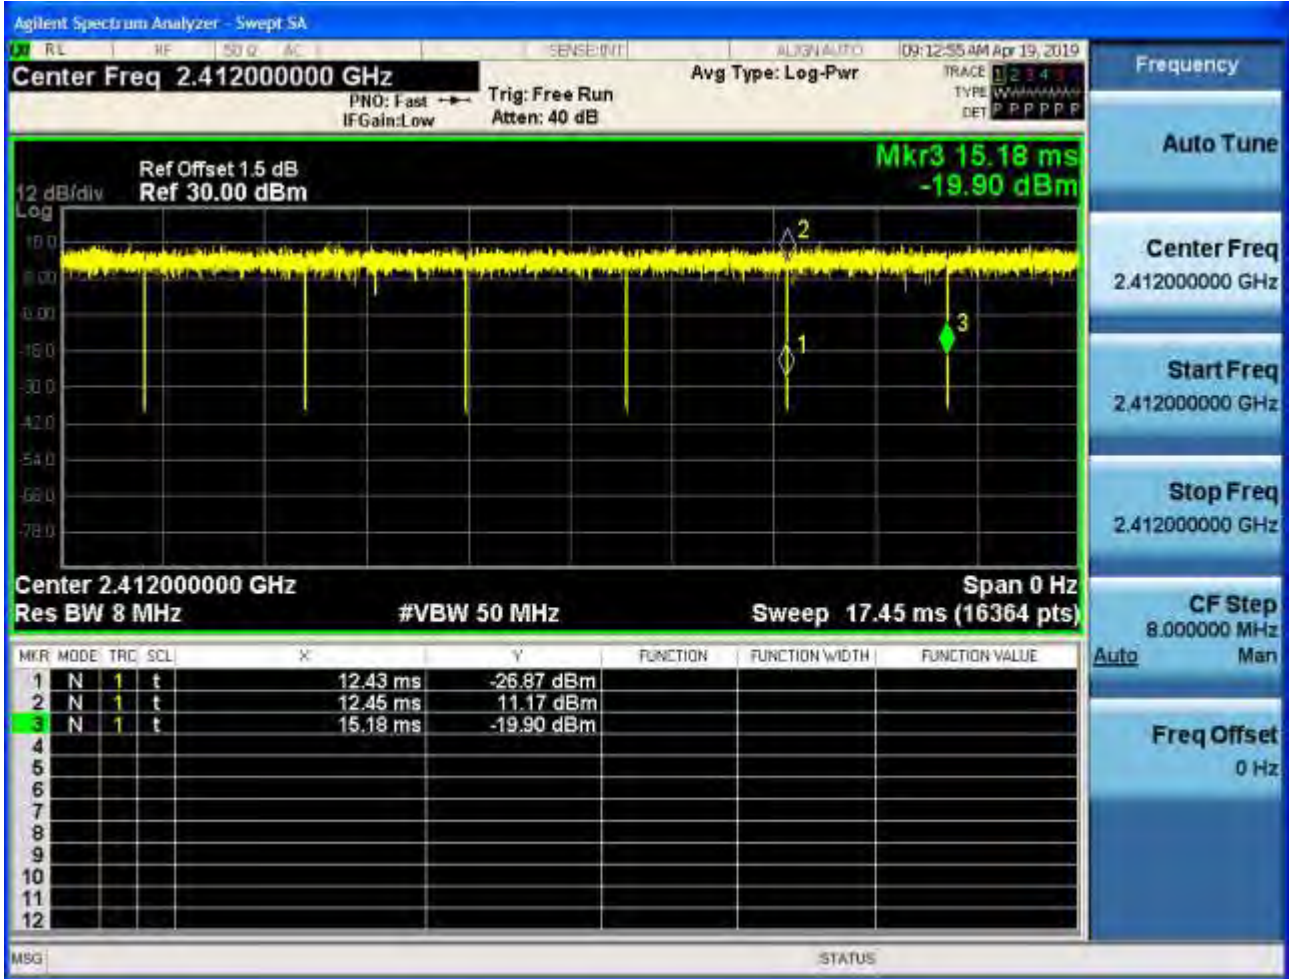 Agilent Spectrum Analyzer - Swept SA
RL RF 50 Ω AC SENSE:INT ALIGN AUTO 09:12:55 AM Apr 19, 2019
Center Freq 2.412000000 GHz
PNO: Fast
IFGain:Low
Trig: Free Run
Atten: 40 dB
Avg Type: Log-Pwr
TRACE 1 2 3 4
TYPE
DET P P P P P P
Mkr3 15.18 ms
-19.90 dBm
Ref Offset 1.5 dB
12 dB/div Ref 30.00 dBm
Log
18.0
6.00
-6.00
-18.0
-30.0
-42.0
-54.0
-66.0
-78.0
2
1
3
Center 2.412000000 GHz Span 0 Hz
Res BW 8 MHz #VBW 50 MHz Sweep 17.45 ms (16364 pts)
MKR MODE TRC SCL X Y FUNCTION FUNCTION WIDTH FUNCTION VALUE
1 N 1 t 12.43 ms -26.87 dBm
2 N 1 t 12.45 ms 11.17 dBm
3 N 1 t 15.18 ms -19.90 dBm
4
5
6
7
8
9
10
11
12
MSG STATUS
Frequency
Auto Tune
Center Freq
2.412000000 GHz
Start Freq
2.412000000 GHz
Stop Freq
2.412000000 GHz
CF Step
8.000000 MHz
Auto Man
Freq Offset
0 Hz